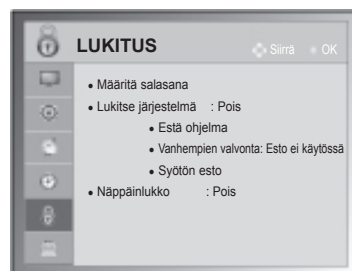 LUKITUS
Siirrä OK
Määritä salasana
Lukitse järjestelmä : Pois
Estä ohjelma
Vanhempien valvonta: Esto ei käytössä
Syötön esto
Näppäinlukko : Pois